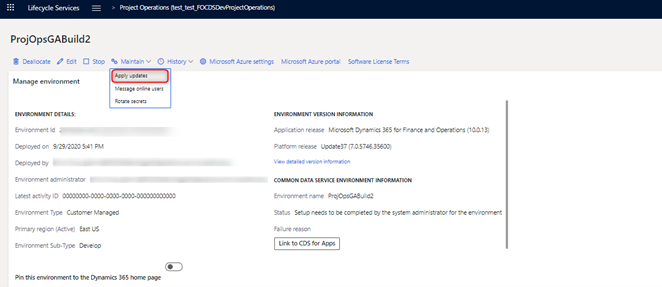 Lifecycle Services > Project Operations (test_test_FOCDSDevProjectOperations)
ProjOpsGABuild2
Deallocate Edit Stop Maintain History Microsoft Azure settings Microsoft Azure portal Software License Terms
Apply updates
Message online users
Rotate secrets
Manage environment
ENVIRONMENT DETAILS:
Environment Id
Deployed on 9/29/2020 5:41 PM
Deployed by
Environment administrator
Latest activity ID 00000000-0000-0000-0000-000000000000
Environment Type Customer Managed
Primary region (Active) East US
Environment Sub-Type Develop
Pin this environment to the Dynamics 365 home page
ENVIRONMENT VERSION INFORMATION
Application release Microsoft Dynamics 365 for Finance and Operations (10.0.13)
Platform release Update37 (7.0.5746.35600)
View detailed version information
COMMON DATA SERVICE ENVIRONMENT INFORMATION
Environment name ProjOpsGABuild2
Status Setup needs to be completed by the system administrator for the environment
Failure reason
Link to CDS for Apps